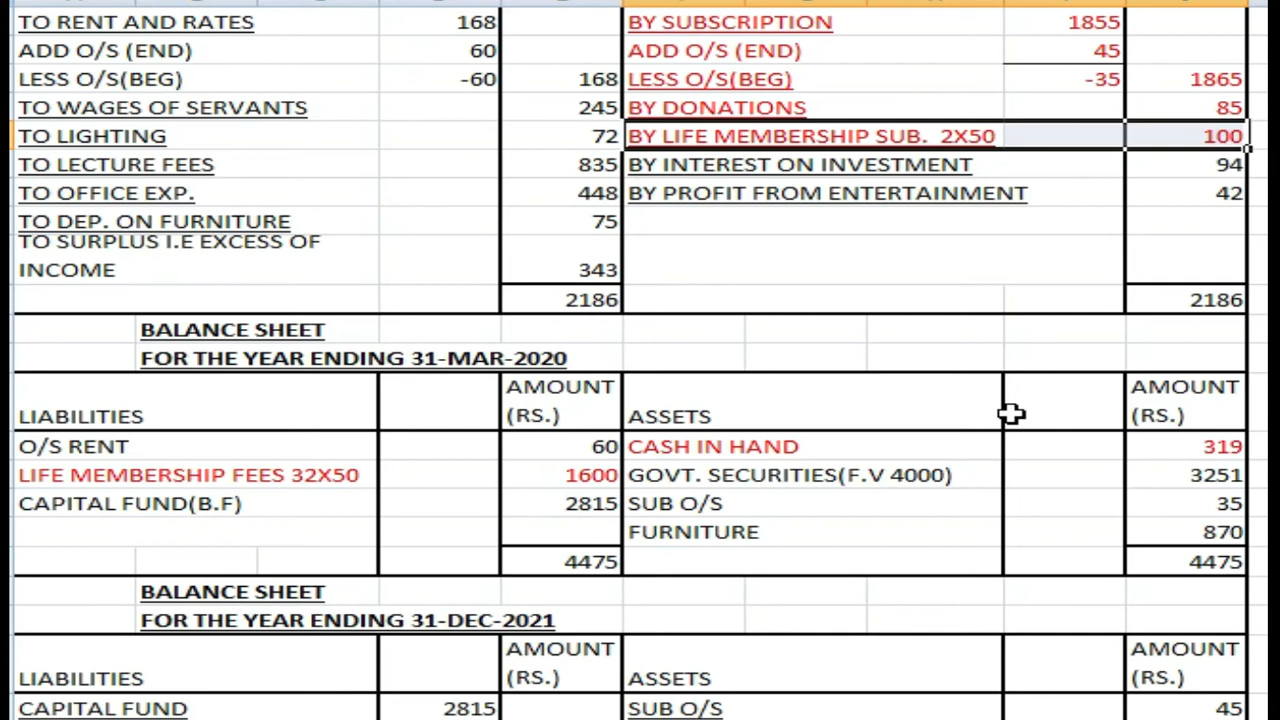 TO RENT AND RATES 168 BY SUBSCRIPTION 1855
ADD O/S (END) 60 ADD O/S (END) 45
LESS O/S(BEG) -60 168 LESS O/S(BEG) -35 1865
TO WAGES OF SERVANTS 245 BY DONATIONS 85
TO LIGHTING 72 BY LIFE MEMBERSHIP SUB. 2X50 100
TO LECTURE FEES 835 BY INTEREST ON INVESTMENT 94
TO OFFICE EXP. 448 BY PROFIT FROM ENTERTAINMENT 42
TO DEP. ON FURNITURE 75
TO SURPLUS I.E EXCESS OF
INCOME 343
2186 2186
BALANCE SHEET
FOR THE YEAR ENDING 31-MAR-2020
LIABILITIES AMOUNT (RS.) ASSETS AMOUNT (RS.)
O/S RENT 60 CASH IN HAND 319
LIFE MEMBERSHIP FEES 32X50 1600 GOVT. SECURITIES(F.V 4000) 3251
CAPITAL FUND(B.F) 2815 SUB O/S 35
FURNITURE 870
4475 4475
BALANCE SHEET
FOR THE YEAR ENDING 31-DEC-2021
LIABILITIES AMOUNT (RS.) ASSETS AMOUNT (RS.)
CAPITAL FUND 2815 SUB O/S 45